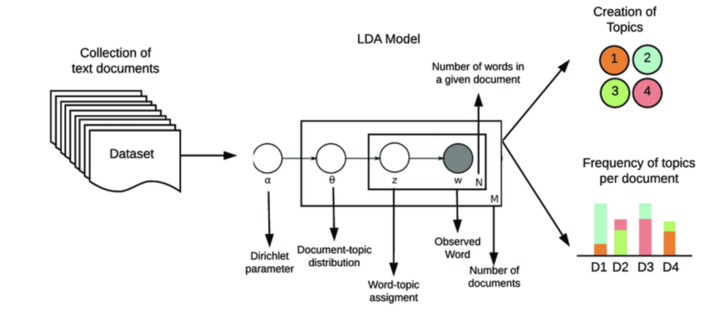 Collection of
text documents
Dataset
LDA Model
Number of words in
a given document
α
θ
z
w
N
M
Dirichlet
parameter
Document-topic
distribution
Word-topic
assigment
Observed
Word
Number of
documents
Creation of
Topics
1
2
3
4
Frequency of topics
per document
D1 D2 D3 D4